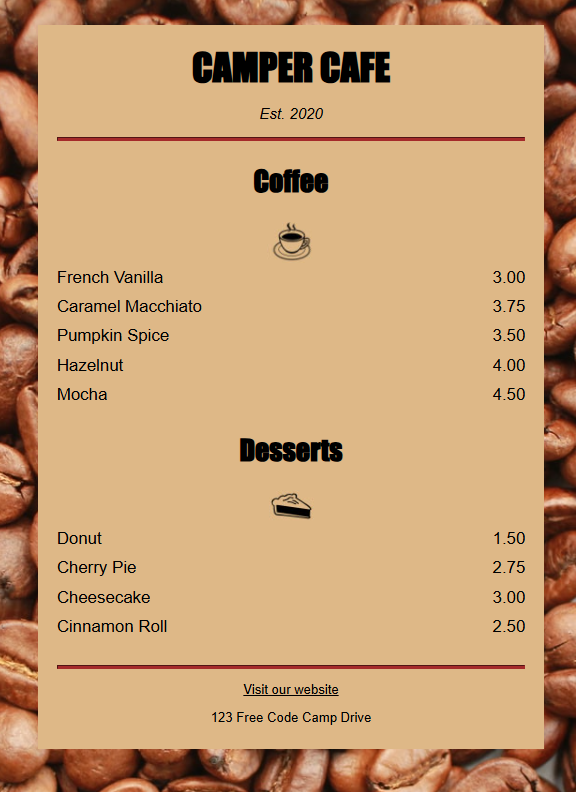 CAMPER CAFE
Est. 2020
Coffee
French Vanilla 3.00
Caramel Macchiato 3.75
Pumpkin Spice 3.50
Hazelnut 4.00
Mocha 4.50
Desserts
Donut 1.50
Cherry Pie 2.75
Cheesecake 3.00
Cinnamon Roll 2.50
Visit our website
123 Free Code Camp Drive